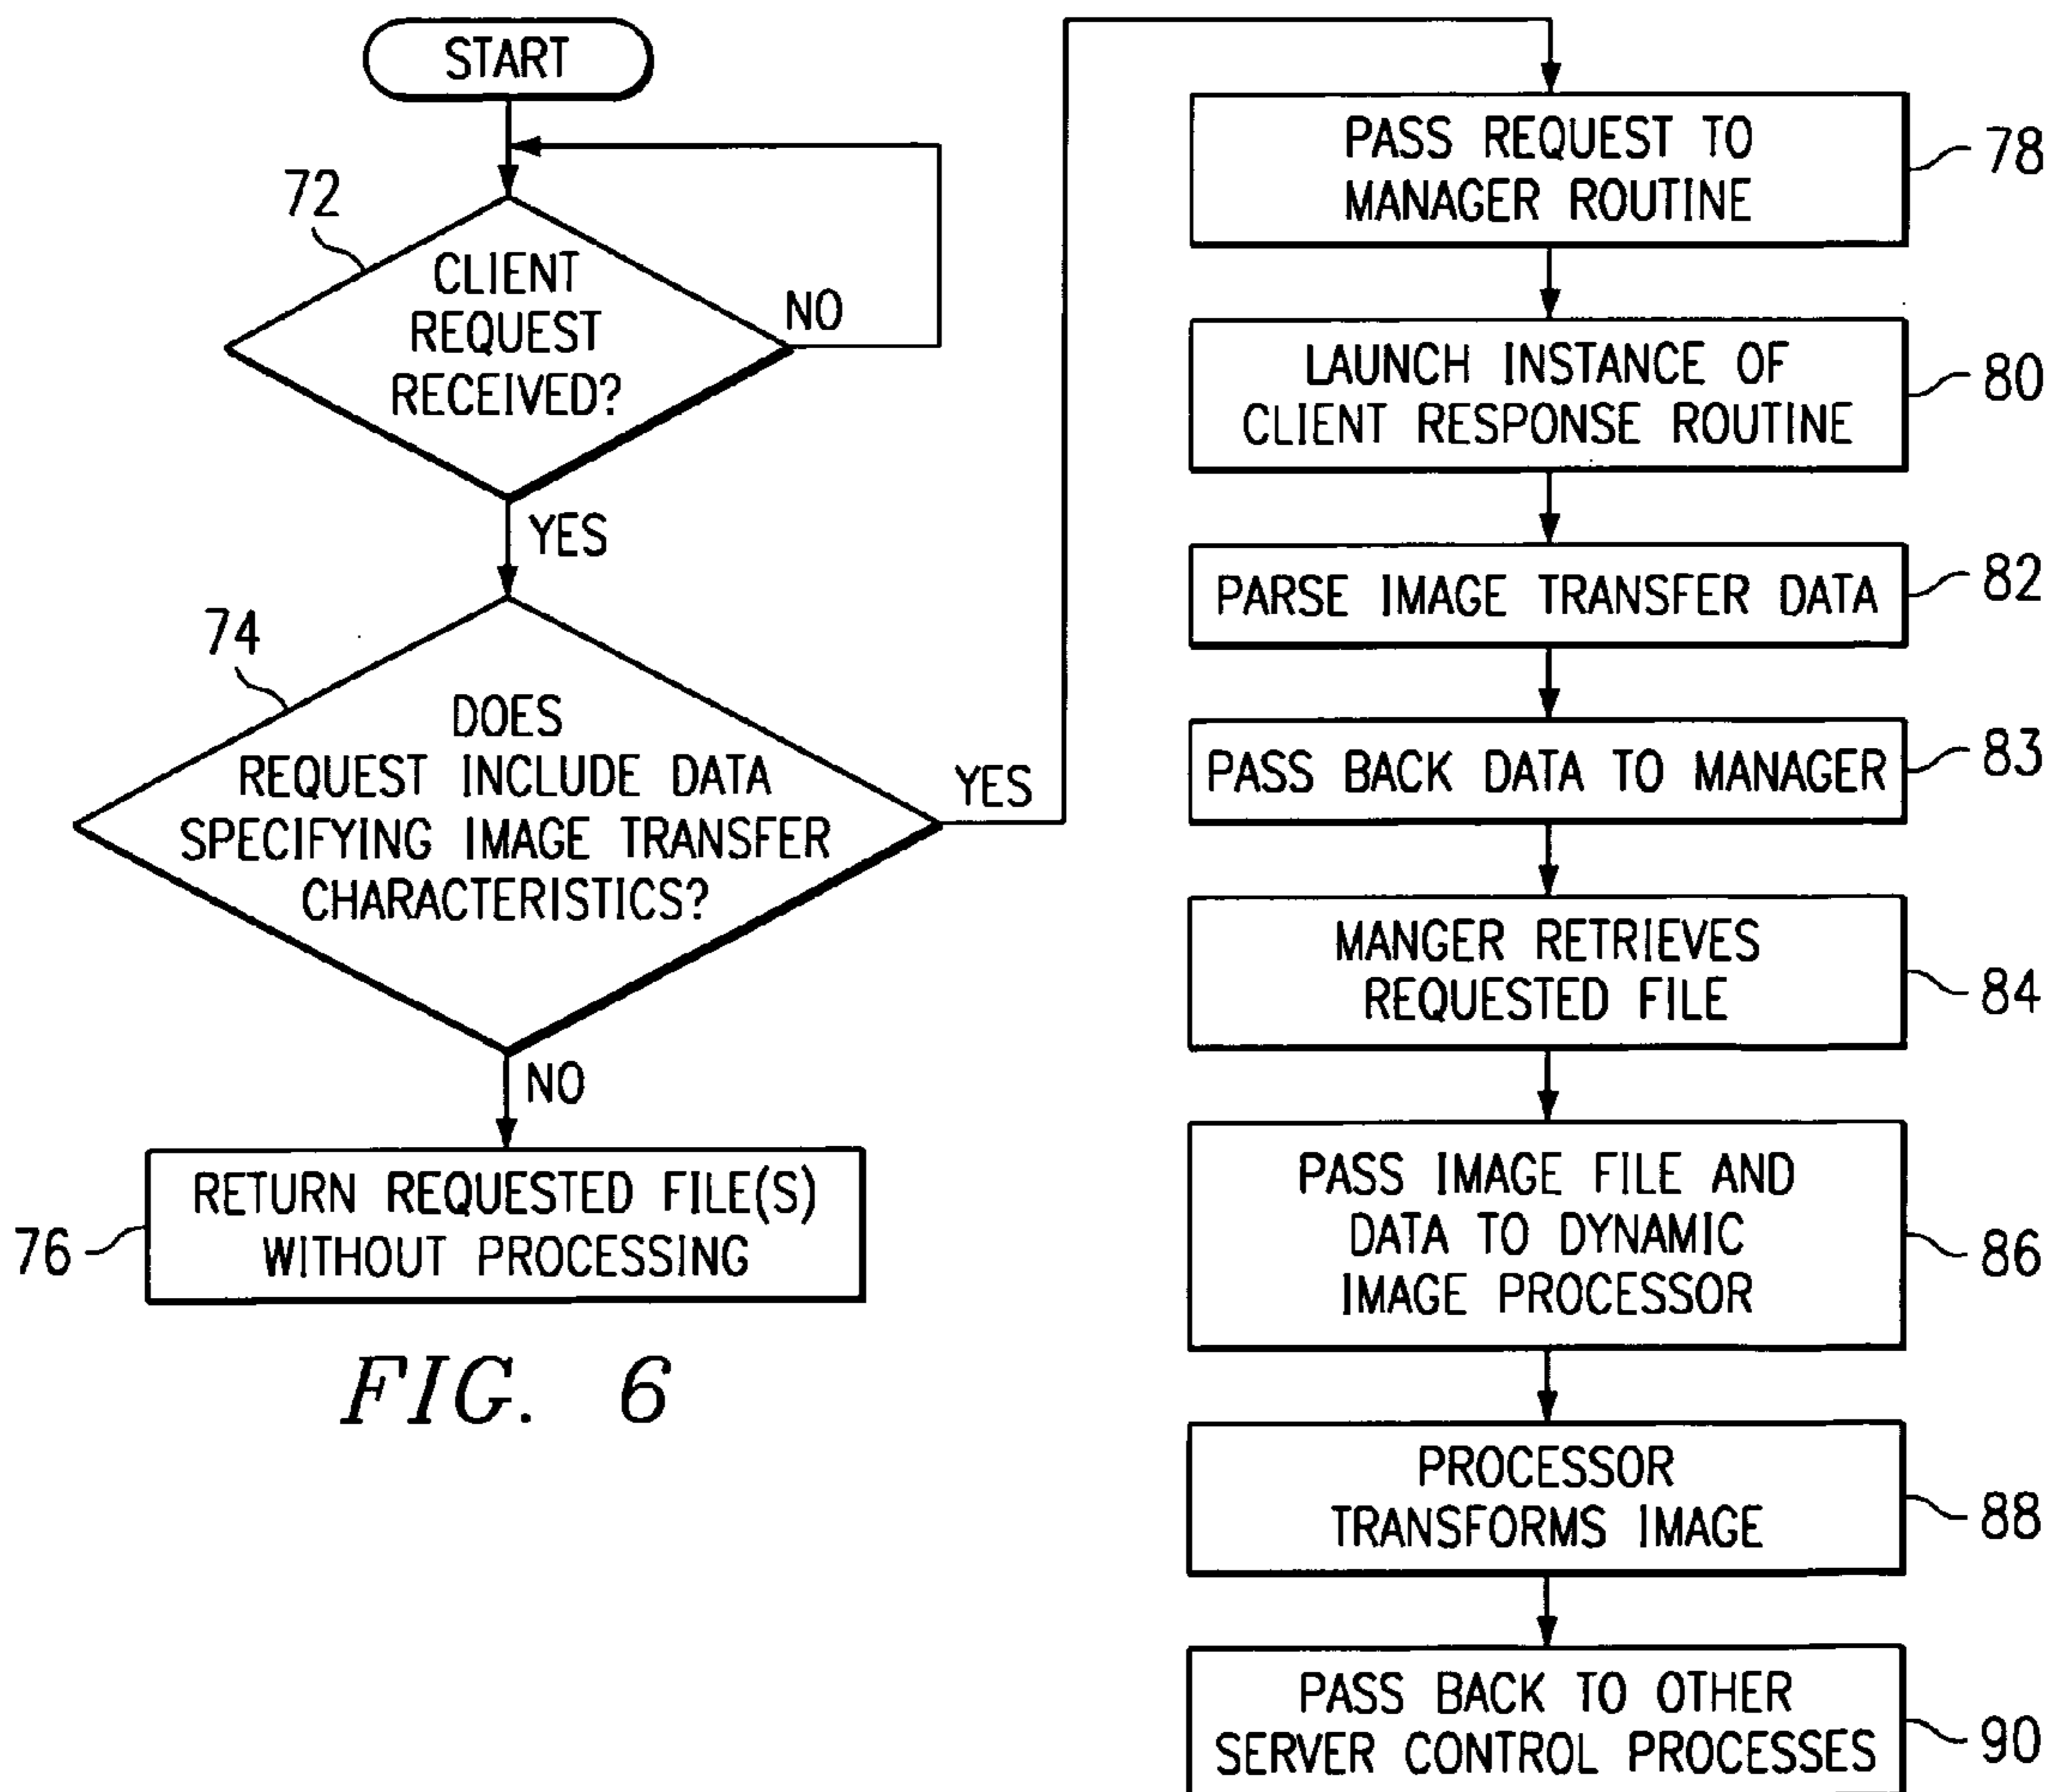 START
72
CLIENT
REQUEST
RECEIVED?
NO
YES
74
DOES
REQUEST INCLUDE DATA
SPECIFYING IMAGE TRANSFER
CHARACTERISTICS?
YES
NO
RETURN REQUESTED FILE(S)
WITHOUT PROCESSING
76
FIG. 6
PASS REQUEST TO
MANAGER ROUTINE
78
LAUNCH INSTANCE OF
CLIENT RESPONSE ROUTINE
80
PARSE IMAGE TRANSFER DATA
82
PASS BACK DATA TO MANAGER
83
MANGER RETRIEVES
REQUESTED FILE
84
PASS IMAGE FILE AND
DATA TO DYNAMIC
IMAGE PROCESSOR
86
PROCESSOR
TRANSFORMS IMAGE
88
PASS BACK TO OTHER
SERVER CONTROL PROCESSES
90